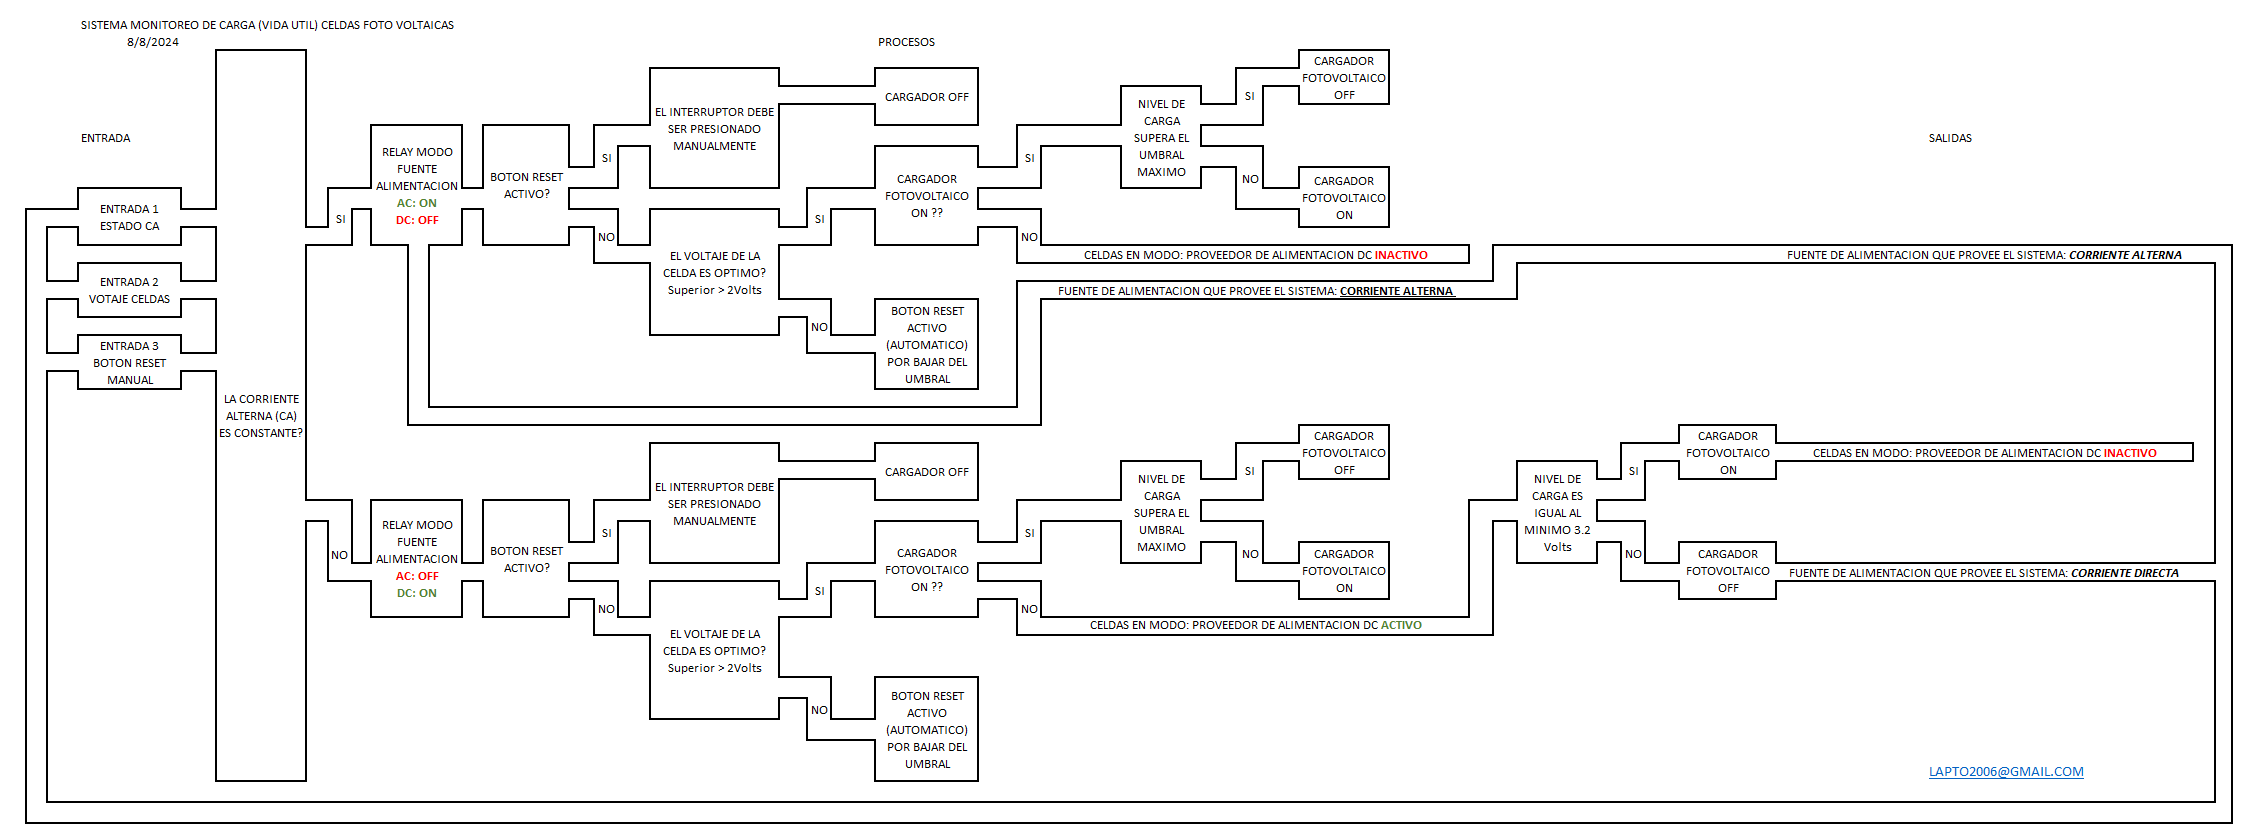 SISTEMA MONITOREO DE CARGA (VIDA UTIL) CELDAS FOTO VOLTAICAS
8/8/2024
PROCESOS
ENTRADA
SALIDAS
ENTRADA 1
ESTADO CA
ENTRADA 2
VOTAJE CELDAS
ENTRADA 3
BOTON RESET
MANUAL
LA CORRIENTE
ALTERNA (CA)
ES CONSTANTE?
SI
RELAY MODO
FUENTE
ALIMENTACION
AC: ON
DC: OFF
BOTON RESET
ACTIVO?
SI
EL INTERRUPTOR DEBE
SER PRESIONADO
MANUALMENTE
CARGADOR OFF
NO
EL VOLTAJE DE LA
CELDA ES OPTIMO?
Superior > 2Volts
SI
CARGADOR
FOTOVOLTAICO
ON ??
NO
BOTON RESET
ACTIVO
(AUTOMATICO)
POR BAJAR DEL
UMBRAL
SI
NIVEL DE
CARGA
SUPERA EL
UMBRAL
MAXIMO
SI
CARGADOR
FOTOVOLTAICO
OFF
NO
CARGADOR
FOTOVOLTAICO
ON
NO
CELDAS EN MODO: PROVEEDOR DE ALIMENTACION DC INACTIVO
FUENTE DE ALIMENTACION QUE PROVEE EL SISTEMA: CORRIENTE ALTERNA
FUENTE DE ALIMENTACION QUE PROVEE EL SISTEMA: CORRIENTE ALTERNA
NO
RELAY MODO
FUENTE
ALIMENTACION
AC: OFF
DC: ON
BOTON RESET
ACTIVO?
SI
EL INTERRUPTOR DEBE
SER PRESIONADO
MANUALMENTE
CARGADOR OFF
NO
EL VOLTAJE DE LA
CELDA ES OPTIMO?
Superior > 2Volts
SI
CARGADOR
FOTOVOLTAICO
ON ??
NO
BOTON RESET
ACTIVO
(AUTOMATICO)
POR BAJAR DEL
UMBRAL
SI
NIVEL DE
CARGA
SUPERA EL
UMBRAL
MAXIMO
SI
CARGADOR
FOTOVOLTAICO
OFF
NO
CARGADOR
FOTOVOLTAICO
ON
NO
CELDAS EN MODO: PROVEEDOR DE ALIMENTACION DC ACTIVO
NIVEL DE
CARGA ES
IGUAL AL
MINIMO 3.2
Volts
SI
CARGADOR
FOTOVOLTAICO
ON
CELDAS EN MODO: PROVEEDOR DE ALIMENTACION DC INACTIVO
NO
CARGADOR
FOTOVOLTAICO
OFF
FUENTE DE ALIMENTACION QUE PROVEE EL SISTEMA: CORRIENTE DIRECTA
LAPTO2006@GMAIL.COM